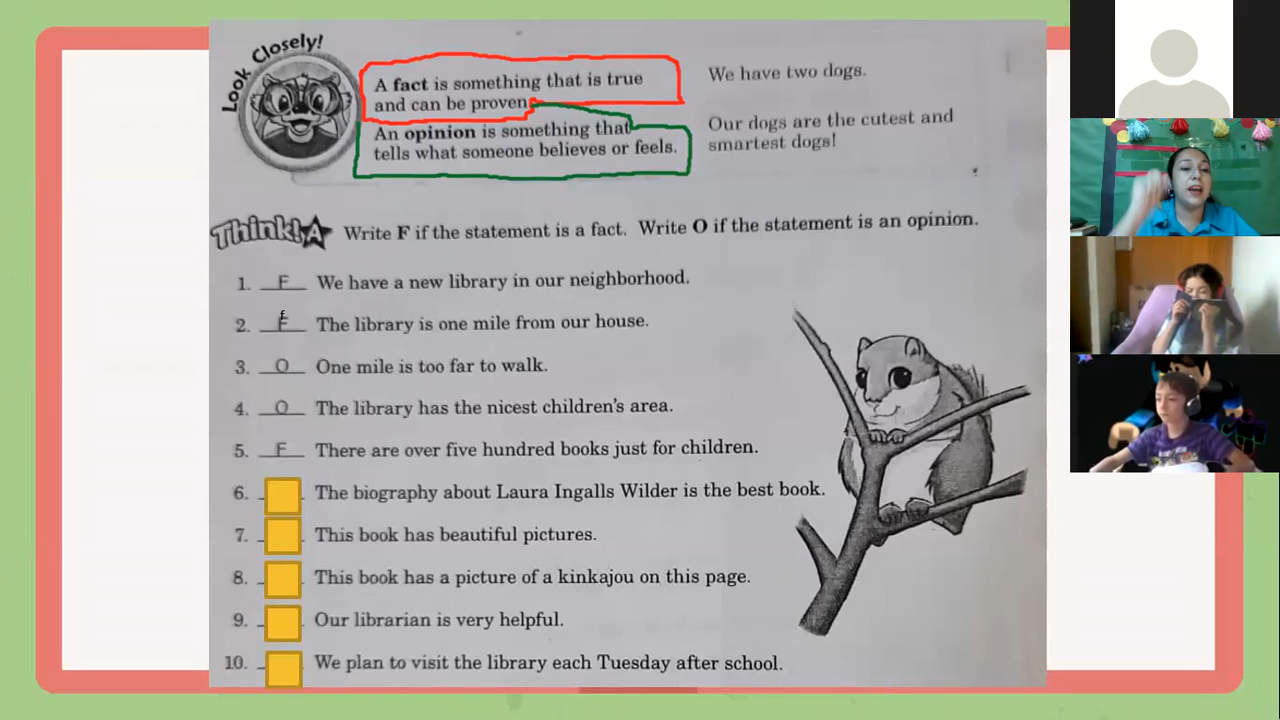 Look Closely!
A fact is something that is true
and can be proven
An opinion is something that
tells what someone believes or feels.
We have two dogs.
Our dogs are the cutest and
smartest dogs!
Think! A
Write F if the statement is a fact. Write O if the statement is an opinion.
1. F We have a new library in our neighborhood.
2. F The library is one mile from our house.
3. O One mile is too far to walk.
4. O The library has the nicest children's area.
5. F There are over five hundred books just for children.
6. The biography about Laura Ingalls Wilder is the best book.
7. This book has beautiful pictures.
8. This book has a picture of a kinkajou on this page.
9. Our librarian is very helpful.
10. We plan to visit the library each Tuesday after school.